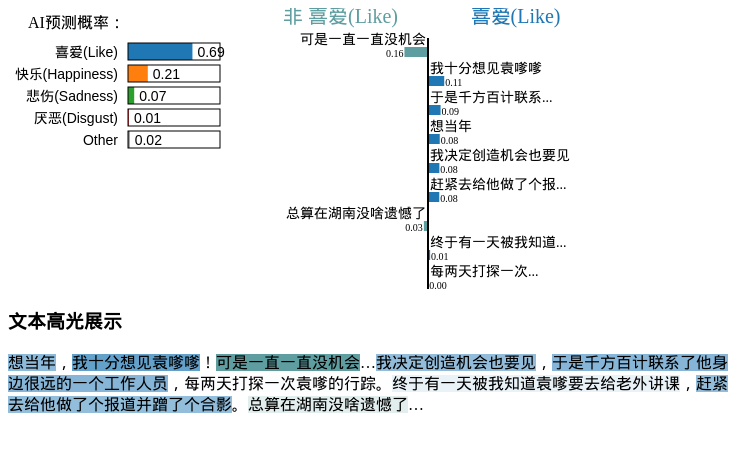 AI预测概率：
喜爱(Like) 0.69
快乐(Happiness) 0.21
悲伤(Sadness) 0.07
厌恶(Disgust) 0.01
Other 0.02
非 喜爱(Like) 喜爱(Like)
可是一直一直没机会
0.16
我十分想见袁嗲嗲
0.11
于是千方百计联系...
0.09
想当年
0.08
我决定创造机会也要见
0.08
赶紧去给他做了个报...
0.08
总算在湖南没啥遗憾了
0.03
终于有一天被我知道...
0.01
每两天打探一次...
0.00
文本高光展示
想当年，我十分想见袁嗲嗲！可是一直一直没机会...我决定创造机会也要见，于是千方百计联系了他身
边很远的一个工作人员，每两天打探一次袁嗲的行踪。终于有一天被我知道袁嗲要去给老外讲课，赶紧
去给他做了个报道并蹭了个合影。总算在湖南没啥遗憾了...